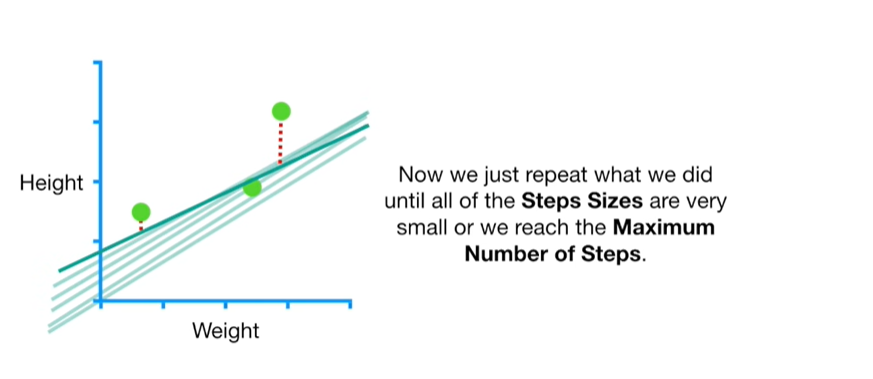 Height
Weight
Now we just repeat what we did
until all of the Steps Sizes are very
small or we reach the Maximum
Number of Steps.